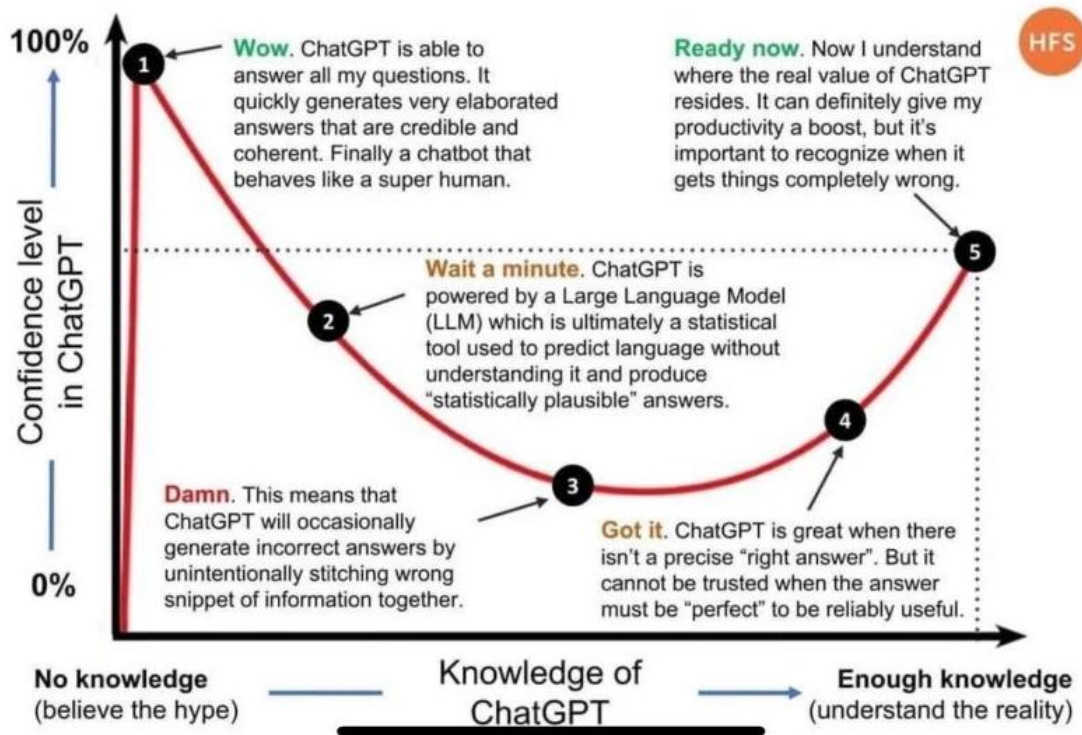 HFS
100%
Confidence level
in ChatGPT
0%
1
Wow. ChatGPT is able to
answer all my questions. It
quickly generates very elaborated
answers that are credible and
coherent. Finally a chatbot that
behaves like a super human.
2
Wait a minute. ChatGPT is
powered by a Large Language Model
(LLM) which is ultimately a statistical
tool used to predict language without
understanding it and produce
“statistically plausible” answers.
3
Damn. This means that
ChatGPT will occasionally
generate incorrect answers by
unintentionally stitching wrong
snippet of information together.
4
Got it. ChatGPT is great when there
isn’t a precise “right answer”. But it
cannot be trusted when the answer
must be “perfect” to be reliably useful.
5
Ready now. Now I understand
where the real value of ChatGPT
resides. It can definitely give my
productivity a boost, but it’s
important to recognize when it
gets things completely wrong.
No knowledge
(believe the hype)
Knowledge of
ChatGPT
Enough knowledge
(understand the reality)